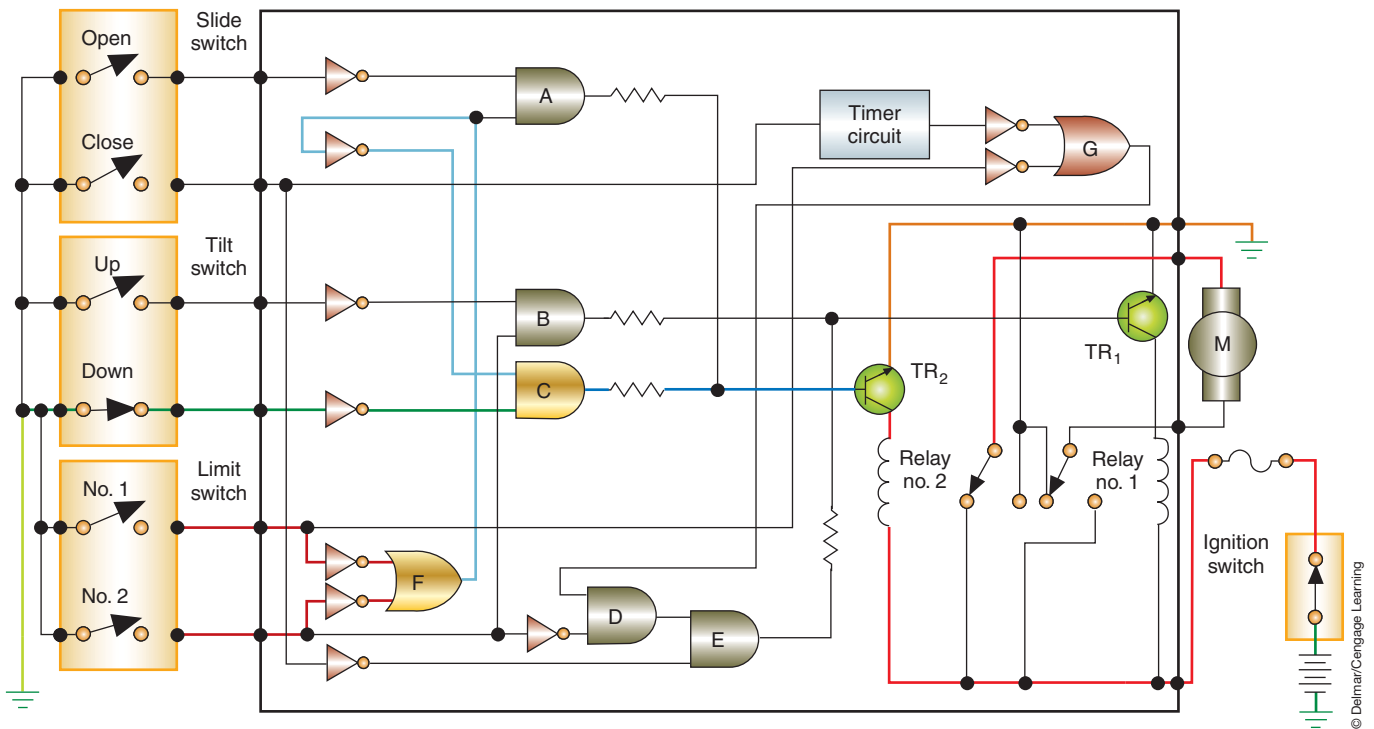 Open
Slide
switch
Close
Tilt
switch
Up
Down
Limit
switch
No. 1
No. 2
A
B
C
F
D
E
Timer
circuit
G
TR2
TR1
M
Relay
no. 2
Relay
no. 1
Ignition
switch
© Delmar/Cengage Learning